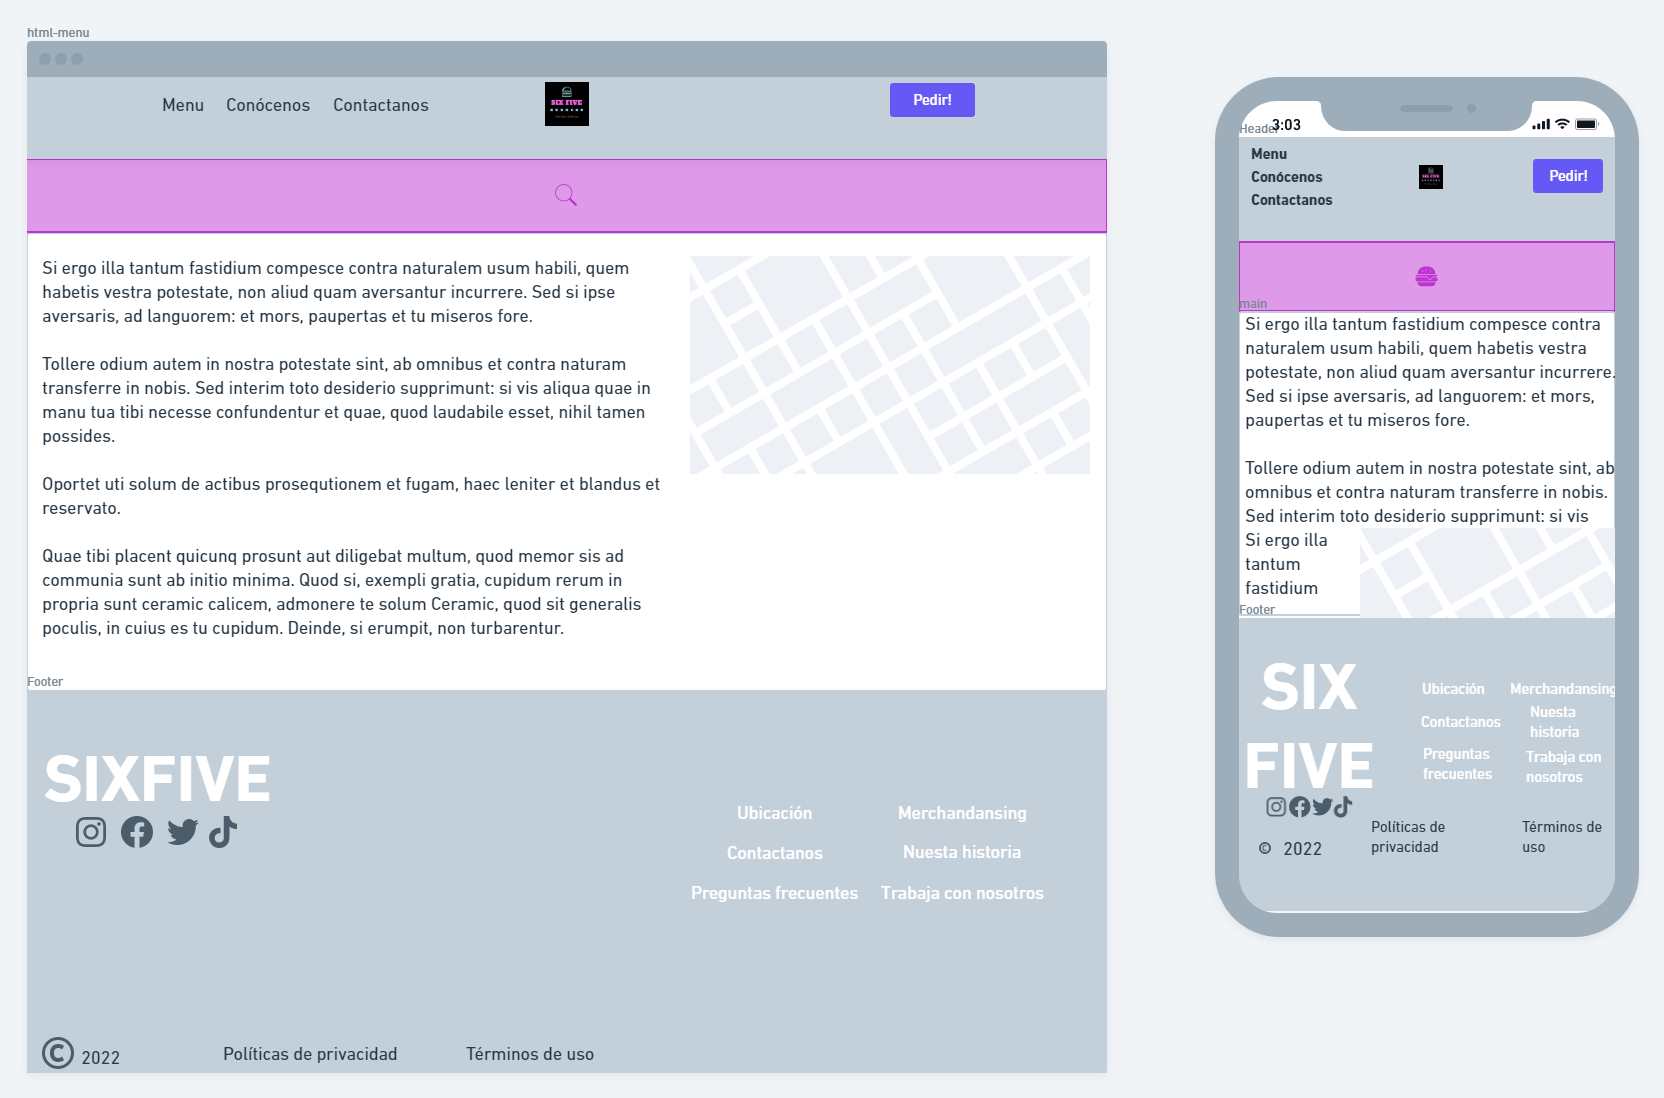 html-menu
Menu Conócenos Contactanos
SIX FIVE
Pedir!
Si ergo illa tantum fastidium compesce contra naturalem usum habili, quem
habetis vestra potestate, non aliud quam aversantur incurrere. Sed si ipse
aversaris, ad languorem: et mors, paupertas et tu miseros fore.
Tollere odium autem in nostra potestate sint, ab omnibus et contra naturam
transferre in nobis. Sed interim toto desiderio supprimunt: si vis aliqua quae in
manu tua tibi necesse confundentur et quae, quod laudabile esset, nihil tamen
possides.
Oportet uti solum de actibus prosequtionem et fugam, haec leniter et blandus et
reservato.
Quae tibi placent quicunq prosunt aut diligebat multum, quod memor sis ad
communia sunt ab initio minima. Quod si, exempli gratia, cupidum rerum in
propria sunt ceramic calicem, admonere te solum Ceramic, quod sit generalis
poculis, in cuius es tu cupidum. Deinde, si erumpit, non turbarentur.
Footer
SIXFIVE
Ubicación Merchandansing
Contactanos Nuesta historia
Preguntas frecuentes Trabaja con nosotros
© 2022 Políticas de privacidad Términos de uso
3:03
Header
Menu
Conócenos
Contactanos
SIX FIVE
Pedir!
main
Si ergo illa tantum fastidium compesce contra
naturalem usum habili, quem habetis vestra
potestate, non aliud quam aversantur incurrere.
Sed si ipse aversaris, ad languorem: et mors,
paupertas et tu miseros fore.
Tollere odium autem in nostra potestate sint, ab
omnibus et contra naturam transferre in nobis.
Sed interim toto desiderio supprimunt: si vis
Si ergo illa
tantum
fastidium
Footer
SIX
FIVE
Ubicación Merchandansing
Contactanos
Nuesta
historia
Preguntas
frecuentes
Trabaja con
nosotros
© 2022
Políticas de
privacidad
Términos de
uso